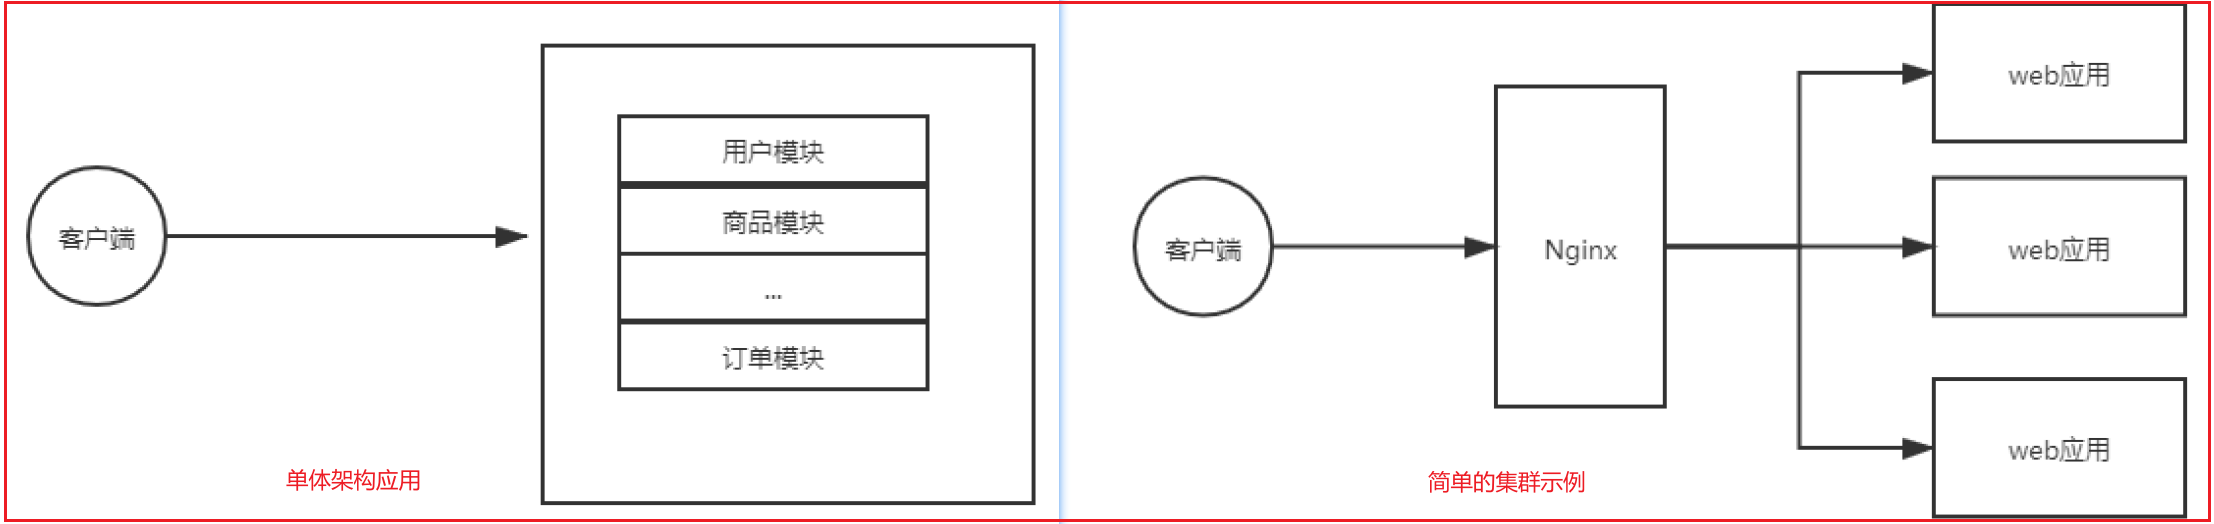 客户端
用户模块
商品模块
...
订单模块
单体架构应用
客户端
Nginx
web应用
web应用
web应用
简单的集群示例